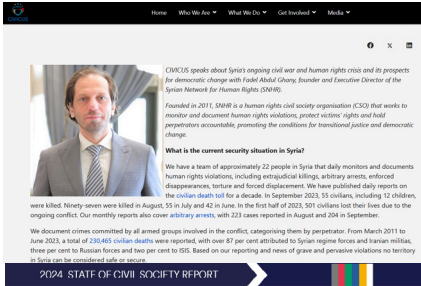 CIVICUS
Home Who We Are What We Do Get Involved Media
CIVICUS speaks about Syria's ongoing civil war and human rights crisis and its prospects
for democratic change with Fadel Abdul Ghany, founder and Executive Director of the
Syrian Network for Human Rights (SNHR).
Founded in 2011, SNHR is a human rights civil society organisation (CSO) that works to
monitor and document human rights violations, protect victims' rights and hold
perpetrators accountable, promoting the conditions for transitional justice and democratic
change.
What is the current security situation in Syria?
We have a team of approximately 22 people in Syria that daily monitors and documents
human rights violations, including extrajudicial killings, arbitrary arrests, enforced
disappearances, torture and forced displacement. We have published daily reports on
the civilian death toll for a decade. In September 2023, 55 civilians, including 12 children,
were killed. Ninety-seven were killed in August, 55 in July and 42 in June. In the first half of 2023, 501 civilians lost their lives due to the
ongoing conflict. Our monthly reports also cover arbitrary arrests, with 223 cases reported in August and 204 in September.
We document crimes committed by all armed groups involved in the conflict, categorising them by perpetrator. From March 2011 to
June 2023, a total of 230,465 civilian deaths were reported, with over 87 per cent attributed to Syrian regime forces and Iranian militias,
three per cent to Russian forces and two per cent to ISIS. Based on our reporting and news of grave and pervasive violations no territory
in Syria can be considered safe or secure.
2024 STATE OF CIVIL SOCIETY REPORT